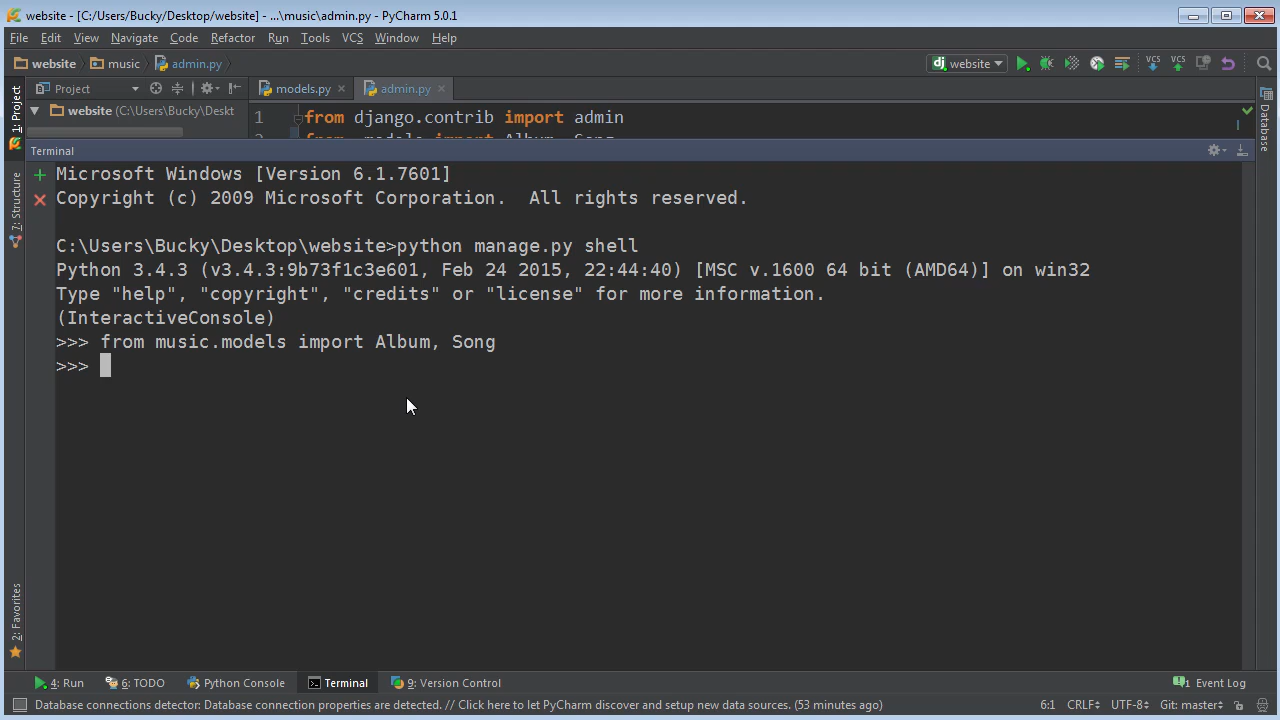 website - [C:/Users/Bucky/Desktop/website] - ...\music\admin.py - PyCharm 5.0.1
File Edit View Navigate Code Refactor Run Tools VCS Window Help
website music admin.py
website VCS VCS
1: Project
Project
models.py admin.py
website (C:\Users\Bucky\Deskt
1 from django.contrib import admin
Database
Terminal
7: Structure
Microsoft Windows [Version 6.1.7601]
Copyright (c) 2009 Microsoft Corporation.  All rights reserved.
C:\Users\Bucky\Desktop\website>python manage.py shell
Python 3.4.3 (v3.4.3:9b73f1c3e601, Feb 24 2015, 22:44:40) [MSC v.1600 64 bit (AMD64)] on win32
Type "help", "copyright", "credits" or "license" for more information.
(InteractiveConsole)
>>> from music.models import Album, Song
>>>
2: Favorites
4: Run 6: TODO Python Console Terminal 9: Version Control 1 Event Log
Database connections detector: Database connection properties are detected. // Click here to let PyCharm discover and setup new data sources. (53 minutes ago) 6:1 CRLF UTF-8 Git: master